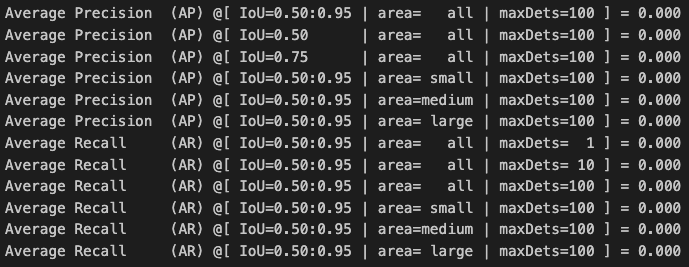 Average Precision  (AP) @[ IoU=0.50:0.95 | area=   all | maxDets=100 ] = 0.000
Average Precision  (AP) @[ IoU=0.50      | area=   all | maxDets=100 ] = 0.000
Average Precision  (AP) @[ IoU=0.75      | area=   all | maxDets=100 ] = 0.000
Average Precision  (AP) @[ IoU=0.50:0.95 | area= small | maxDets=100 ] = 0.000
Average Precision  (AP) @[ IoU=0.50:0.95 | area=medium | maxDets=100 ] = 0.000
Average Precision  (AP) @[ IoU=0.50:0.95 | area= large | maxDets=100 ] = 0.000
Average Recall     (AR) @[ IoU=0.50:0.95 | area=   all | maxDets=  1 ] = 0.000
Average Recall     (AR) @[ IoU=0.50:0.95 | area=   all | maxDets= 10 ] = 0.000
Average Recall     (AR) @[ IoU=0.50:0.95 | area=   all | maxDets=100 ] = 0.000
Average Recall     (AR) @[ IoU=0.50:0.95 | area= small | maxDets=100 ] = 0.000
Average Recall     (AR) @[ IoU=0.50:0.95 | area=medium | maxDets=100 ] = 0.000
Average Recall     (AR) @[ IoU=0.50:0.95 | area= large | maxDets=100 ] = 0.000